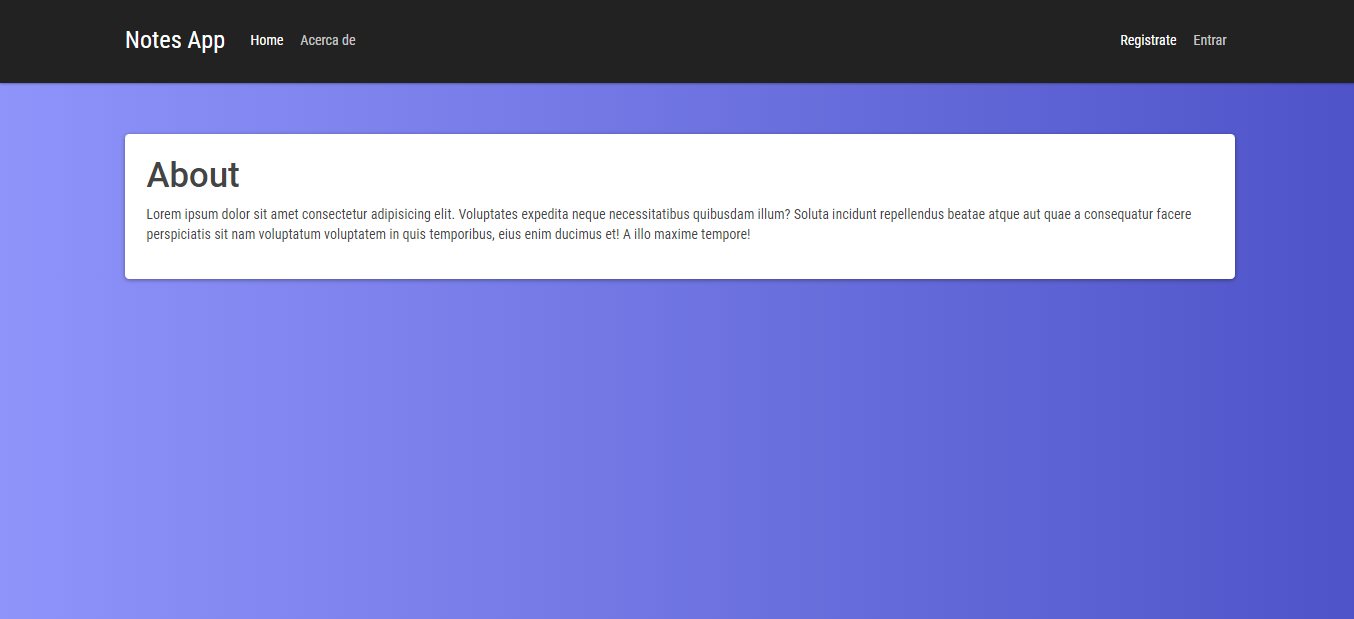 Notes App Home Acerca de Registrate Entrar
About
Lorem ipsum dolor sit amet consectetur adipisicing elit. Voluptates expedita neque necessitatibus quibusdam illum? Soluta incidunt repellendus beatae atque aut quae a consequatur facere
perspiciatis sit nam voluptatum voluptatem in quis temporibus, eius enim ducimus et! A illo maxime tempore!